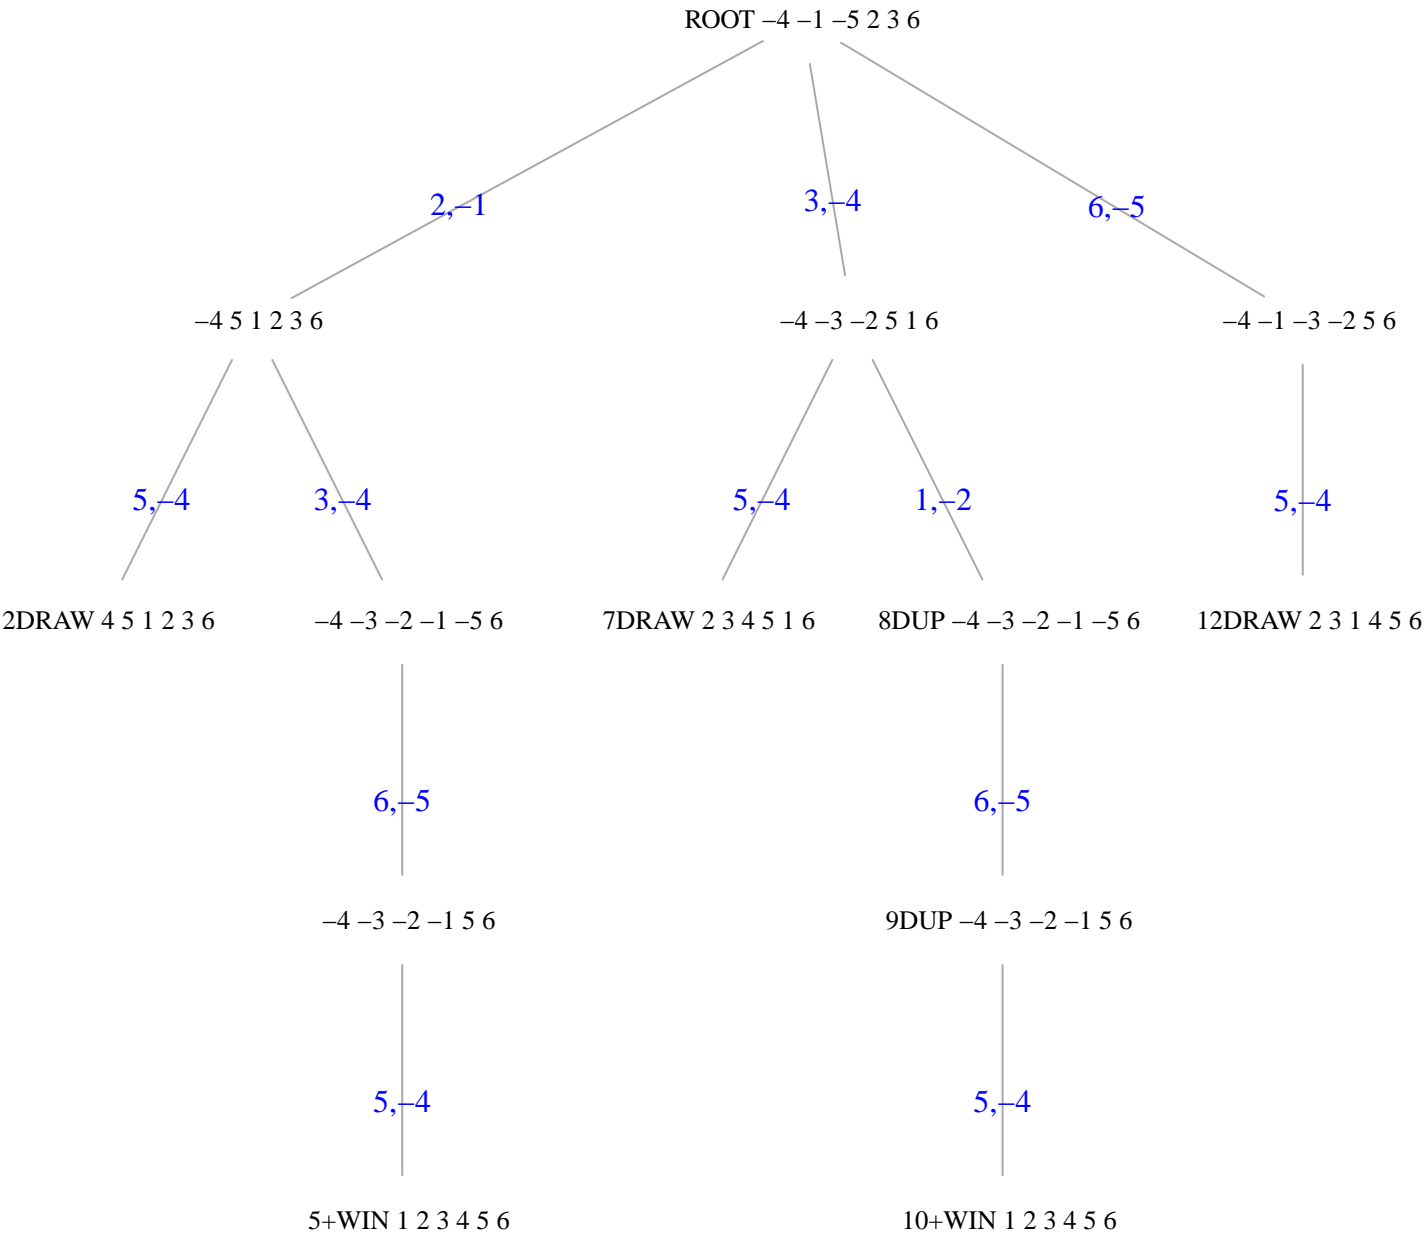 ROOT –4 –1 –5 2 3 6
2,–1
3,–4
6,–5
–4 5 1 2 3 6
–4 –3 –2 5 1 6
–4 –1 –3 –2 5 6
5,–4
3,–4
5,–4
1,–2
5,–4
2DRAW 4 5 1 2 3 6
–4 –3 –2 –1 –5 6
7DRAW 2 3 4 5 1 6
8DUP –4 –3 –2 –1 –5 6
12DRAW 2 3 1 4 5 6
6,–5
6,–5
–4 –3 –2 –1 5 6
9DUP –4 –3 –2 –1 5 6
5,–4
5,–4
5+WIN 1 2 3 4 5 6
10+WIN 1 2 3 4 5 6